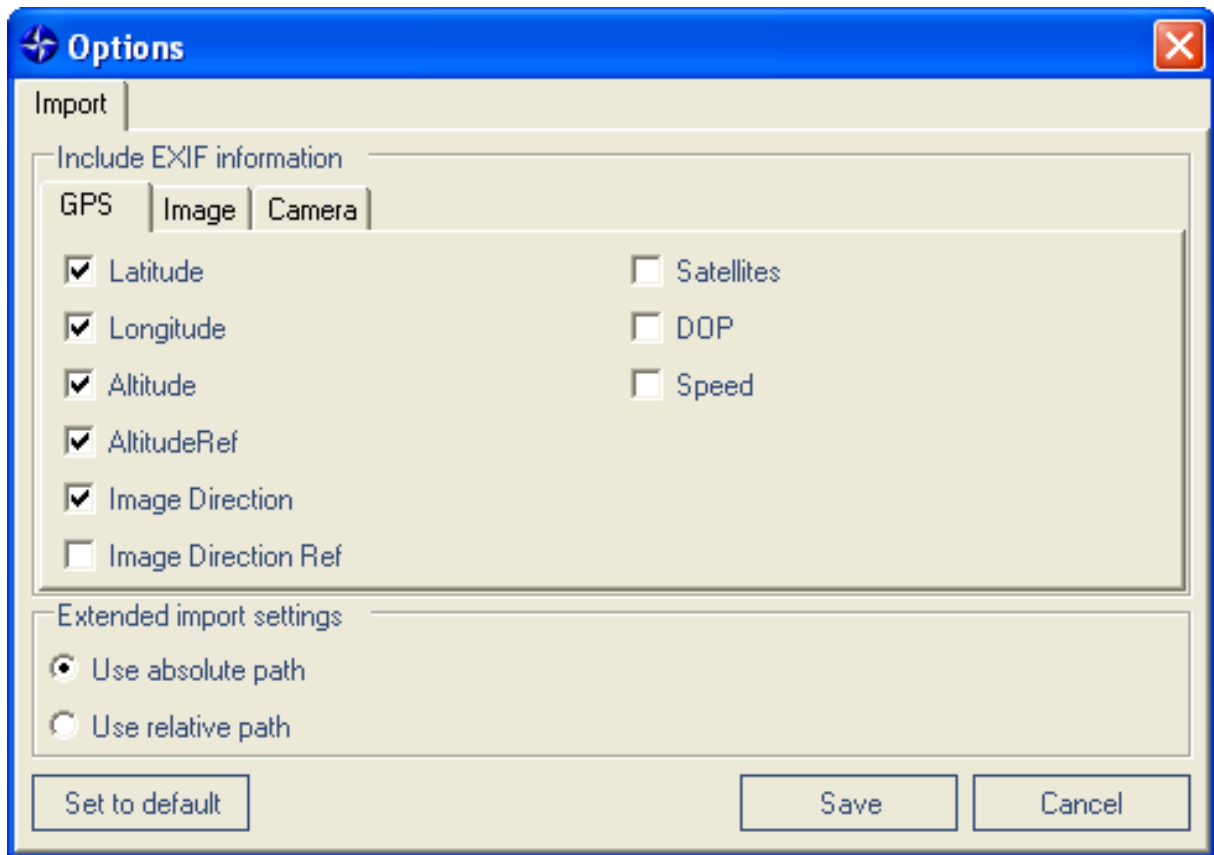 Options
Import
Include EXIF information
GPS Image Camera
Latitude Satellites
Longitude DOP
Altitude Speed
AltitudeRef
Image Direction
Image Direction Ref
Extended import settings
Use absolute path
Use relative path
Set to default Save Cancel